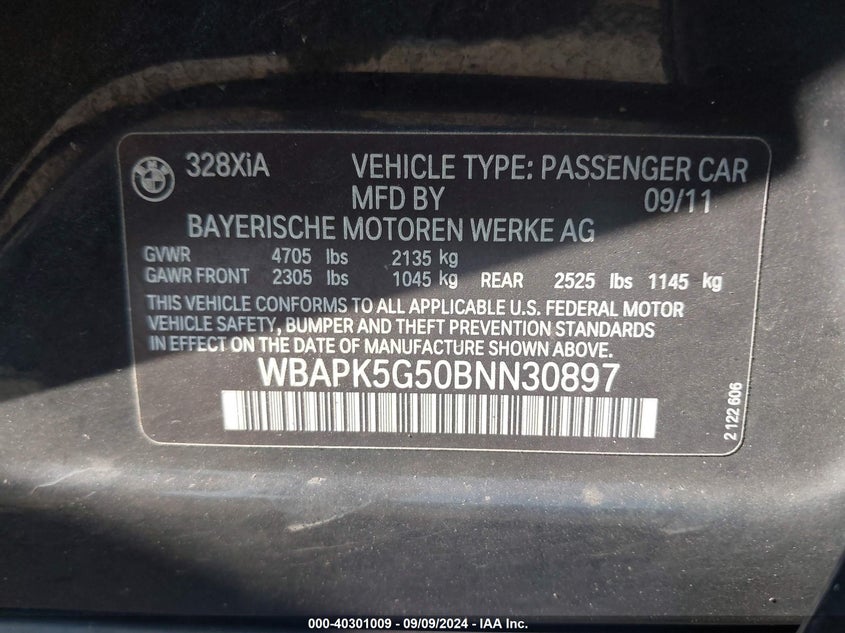 328XiA VEHICLE TYPE: PASSENGER CAR
MFD BY 09/11
BAYERISCHE MOTOREN WERKE AG
GVWR 4705 lbs 2135 kg
GAWR FRONT 2305 lbs 1045 kg REAR 2525 lbs 1145 kg
THIS VEHICLE CONFORMS TO ALL APPLICABLE U.S. FEDERAL MOTOR
VEHICLE SAFETY, BUMPER AND THEFT PREVENTION STANDARDS
IN EFFECT ON THE DATE OF MANUFACTURE SHOWN ABOVE.
WBAPK5G50BNN30897
2 122 606
000-40301009 - 09/09/2024 - IAA Inc.